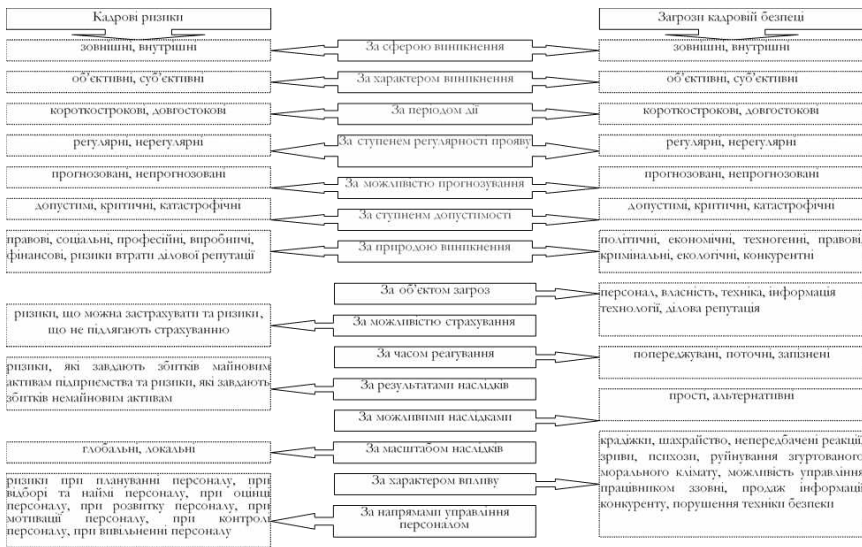 Кадрові ризики
Загрози кадровій безпеці
зовнішні, внутрішні
За сферою виникнення
зовнішні, внутрішні
об'єктивні, суб'єктивні
За характером виникнення
об'єктивні, суб'єктивні
короткострокові, довгостокові
За періодом дії
короткострокові, довгостокові
регулярні, нерегулярні
За ступенем регулярності прояву
регулярні, нерегулярні
прогнозовані, непрогнозовані
За можливістю прогнозування
прогнозовані, непрогнозовані
допустимі, критичні, катастрофічні
За ступенм допустимості
допустимі, критичні, катастрофічні
правові, соціальні, професійні, виробничі,
фінансові, ризики втрати ділової репутації
За природою виникнення
політичні, економічні, техногенні, правові
кримінальні, екологічні, конкурентні
За об'єктом загроз
персонал, власність, техніка, інформація
технології, ділова репутація
ризики, що можна застрахувати та ризики,
що не підлягають страхуванню
За можливістю страхування
За часом реагування
попереджувані, поточні, запізнені
ризики, які завдають збитків майновим
активам підприємства та ризики, які завдають
збитків немайновим активам
За результатами наслідків
За можливими наслідками
прості, альтернативні
глобальні, локальні
За масштабом наслідків
крадіжки, шахрайство, непередбачені реакції,
зриви, психози, руйнування згуртованого
морального клімату, можливість управління
працівником ззовні, продаж інформаці
конкуренту, порушення техніки безпеки
За характером впливу
ризики при плануванні персоналу, при
відборі та наймі персоналу, при оцінці
персоналу, при розвитку персоналу, при
мотивації персоналу, при контролі
персоналу, при вивільненні персоналу
За напрямами управління
персоналом